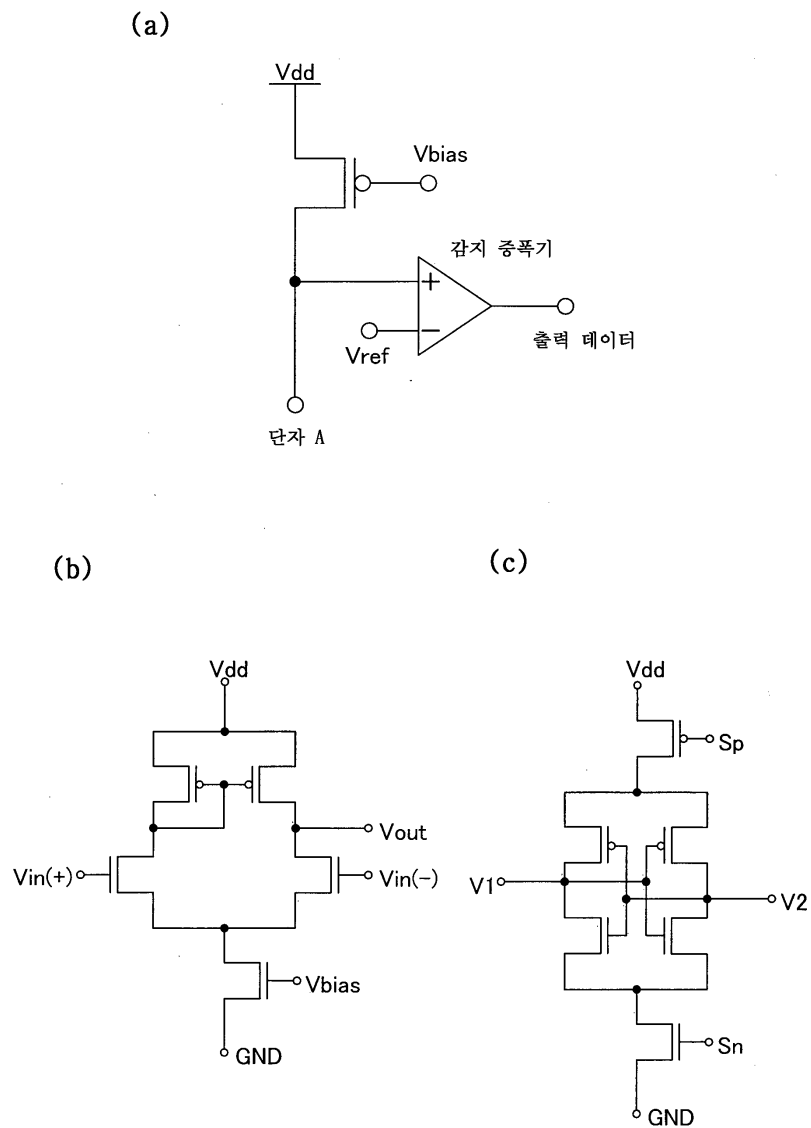 (a)
Vdd
Vbias
감지 증폭기
+
−
Vref
출력 데이터
단자 A
(b)
Vdd
Vout
Vin(+)
Vin(-)
Vbias
GND
(c)
Vdd
Sp
V1
V2
Sn
GND